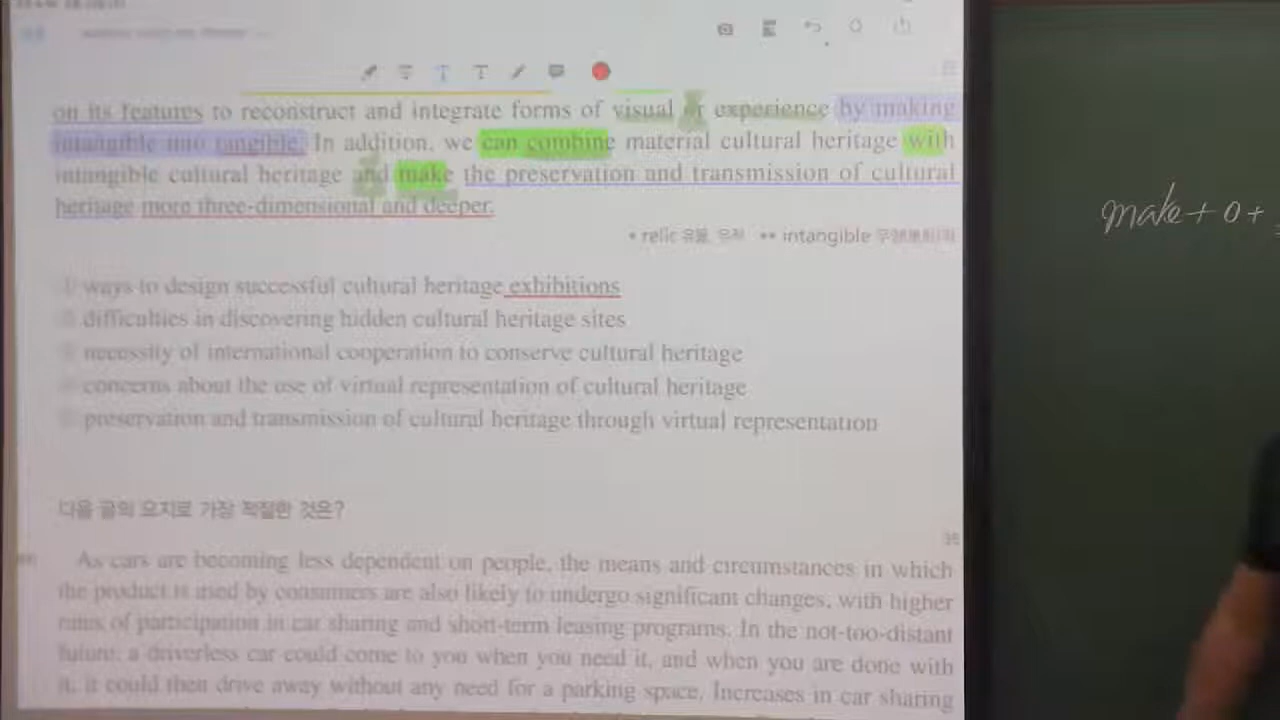 on its features to reconstruct and integrate forms of visual or experience by making
intangible into tangible. In addition, we can combine material cultural heritage with
intangible cultural heritage and make the preservation and transmission of cultural
heritage more three-dimensional and deeper.
* relic 유물, 유적 ** intangible
① ways to design successful cultural heritage exhibitions
② difficulties in discovering hidden cultural heritage sites
③ necessity of international cooperation to conserve cultural heritage
④ concerns about the use of virtual representation of cultural heritage
⑤ preservation and transmission of cultural heritage through virtual representation
다음 글의 요지로 가장 적절한 것은?
As cars are becoming less dependent on people, the means and circumstances in which
the product is used by consumers are also likely to undergo significant changes, with higher
rates of participation in car sharing and short-term leasing programs. In the not-too-distant
future, a driverless car could come to you when you need it, and when you are done with
it, it could then drive away without any need for a parking space. Increases in car sharing
make + o +